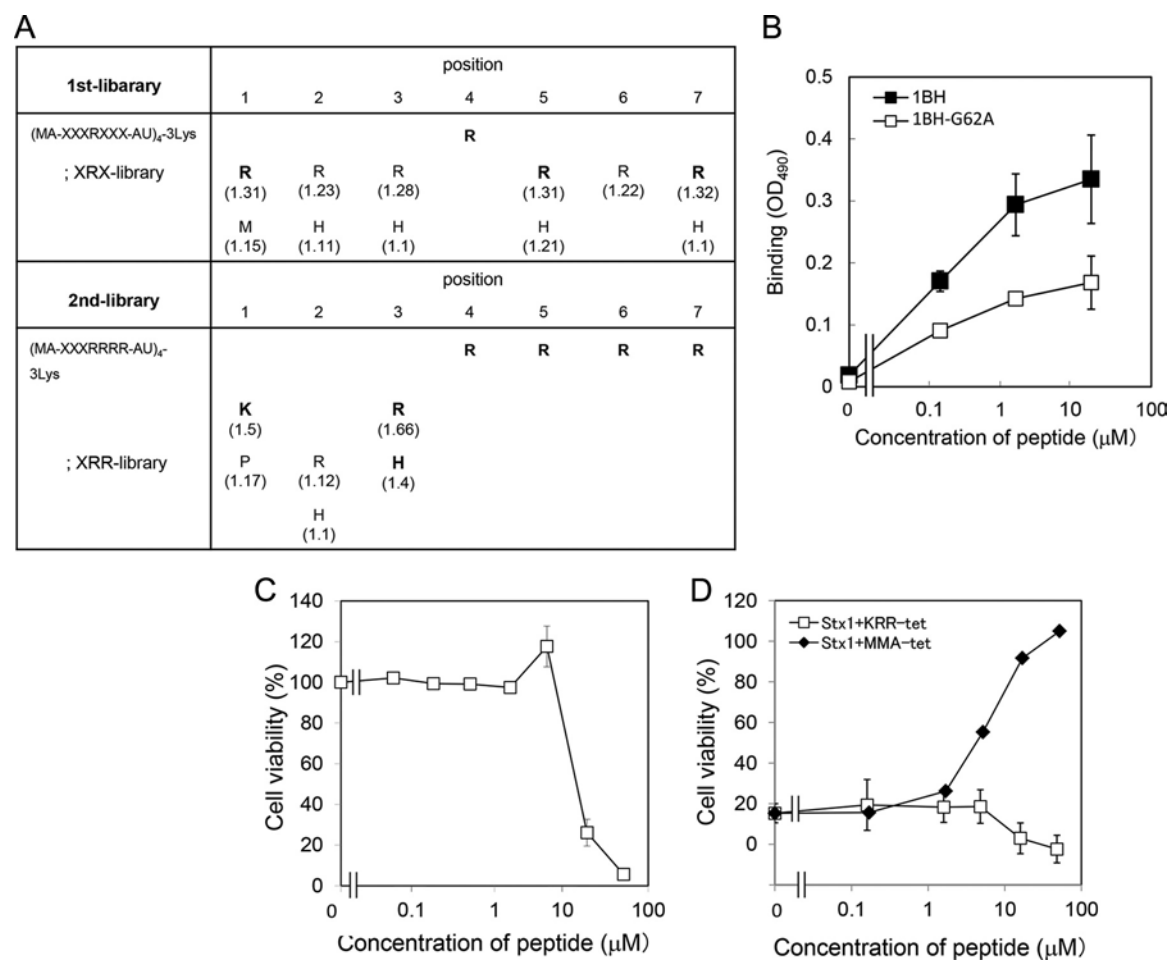 A
1st-libarary
position
1 2 3 4 5 6 7
(MA-XXXRXXX-AU)4-3Lys
R
; XRX-library
R R R R R R
(1.31) (1.23) (1.28) (1.31) (1.22) (1.32)
M H H H H
(1.15) (1.11) (1.1) (1.21) (1.1)
2nd-library
position
1 2 3 4 5 6 7
(MA-XXXRRRR-AU)4-
3Lys
R R R R
K R
(1.5) (1.66)
; XRR-library
P R H
(1.17) (1.12) (1.4)
H
(1.1)
B
0.5
0.4
0.3
0.2
0.1
0
Binding (OD490)
1BH
1BH-G62A
0 0.1 1 10 100
Concentration of peptide (μM)
C
140
120
100
80
60
40
20
0
Cell viability (%)
0 0.1 1 10 100
Concentration of peptide (μM)
D
120
100
80
60
40
20
0
Cell viability (%)
Stx1+KRR-tet
Stx1+MMA-tet
0 0.1 1 10 100
Concentration of peptide (μM)